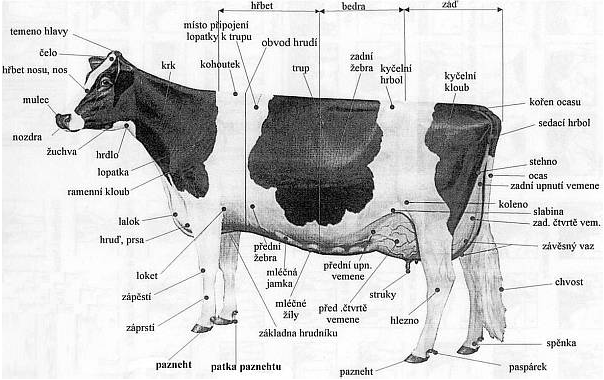 hřbet
bedra
záď
temeno hlavy
místo připojení
lopatky k trupu
obvod hrudí
čelo
kohoutek
zadní
žebra
kyčelní
hrbol
kyčelní
kloub
hřbet nosu, nos
krk
trup
mulec
kořen ocasu
nozdra
sedací hrbol
žuchva
hrdlo
stehno
lopatka
ocas
ramenní kloub
zadní upnutí vemene
koleno
lalok
slabina
zad. čtvrtě vem.
hruď, prsa
přední
žebra
závěsný vaz
loket
mléčná
jamka
přední upn.
vemene
chvost
zápěstí
mléčné
žíly
před .čtvrtě
vemene
struky
záprstí
hlezno
základna hrudníku
spěnka
pazneht
patka paznehtu
pazneht
paspárek